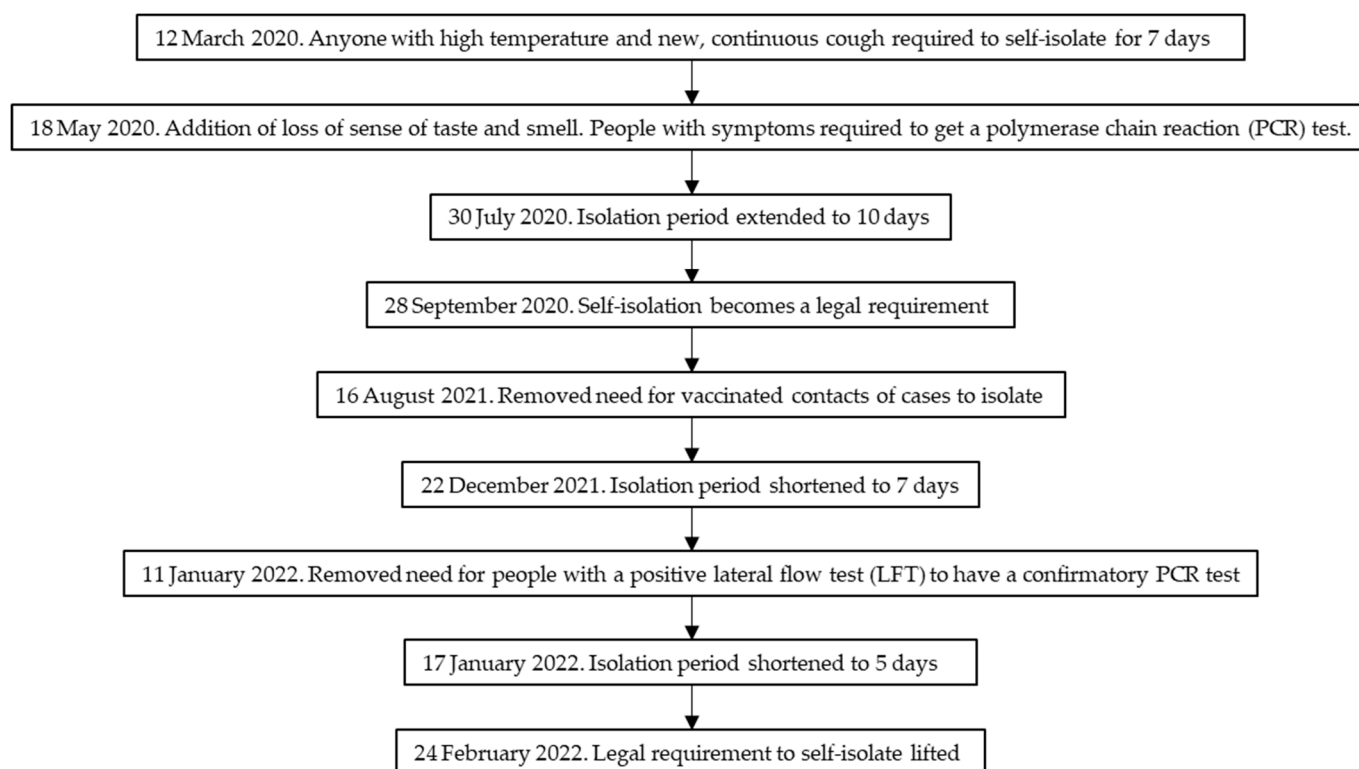 12 March 2020. Anyone with high temperature and new, continuous cough required to self-isolate for 7 days
18 May 2020. Addition of loss of sense of taste and smell. People with symptoms required to get a polymerase chain reaction (PCR) test.
30 July 2020. Isolation period extended to 10 days
28 September 2020. Self-isolation becomes a legal requirement
16 August 2021. Removed need for vaccinated contacts of cases to isolate
22 December 2021. Isolation period shortened to 7 days
11 January 2022. Removed need for people with a positive lateral flow test (LFT) to have a confirmatory PCR test
17 January 2022. Isolation period shortened to 5 days
24 February 2022. Legal requirement to self-isolate lifted